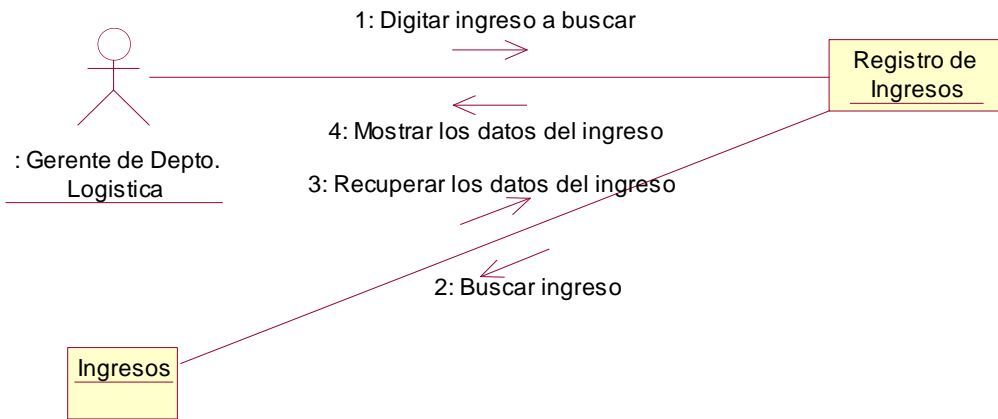 1: Digitar ingreso a buscar
Registro de
Ingresos
4: Mostrar los datos del ingreso
: Gerente de Depto.
Logistica
3: Recuperar los datos del ingreso
2: Buscar ingreso
Ingresos